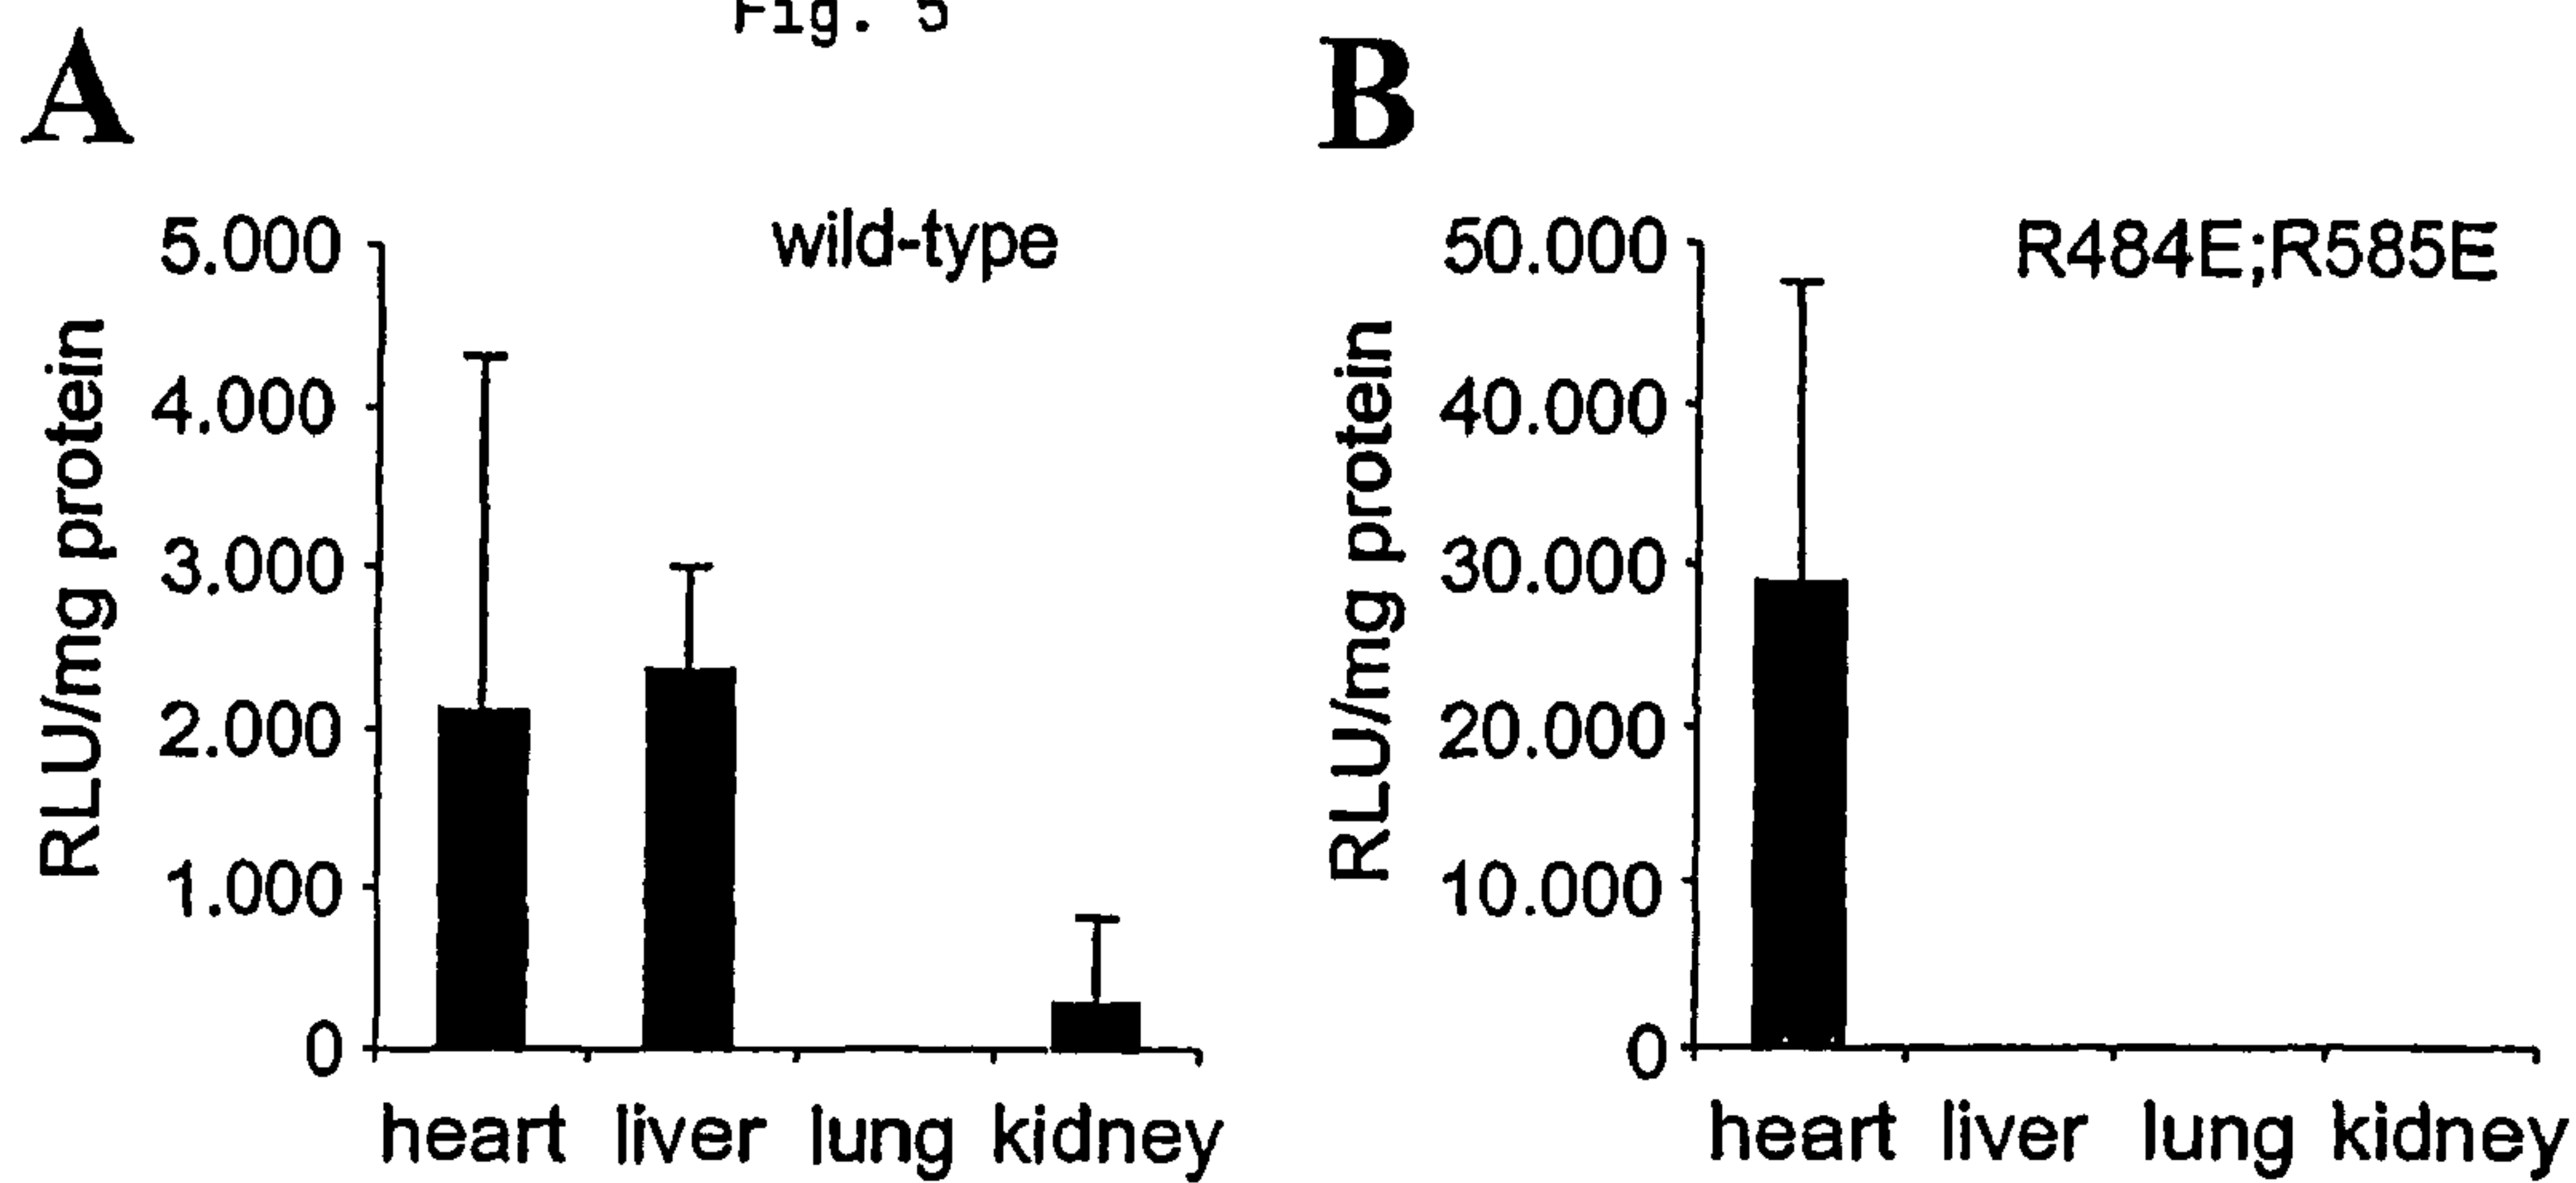 Fig. 5
A
wild-type
RLU/mg protein
5.000
4.000
3.000
2.000
1.000
0
heart liver lung kidney
B
R484E;R585E
RLU/mg protein
50.000
40.000
30.000
20.000
10.000
0
heart liver lung kidney